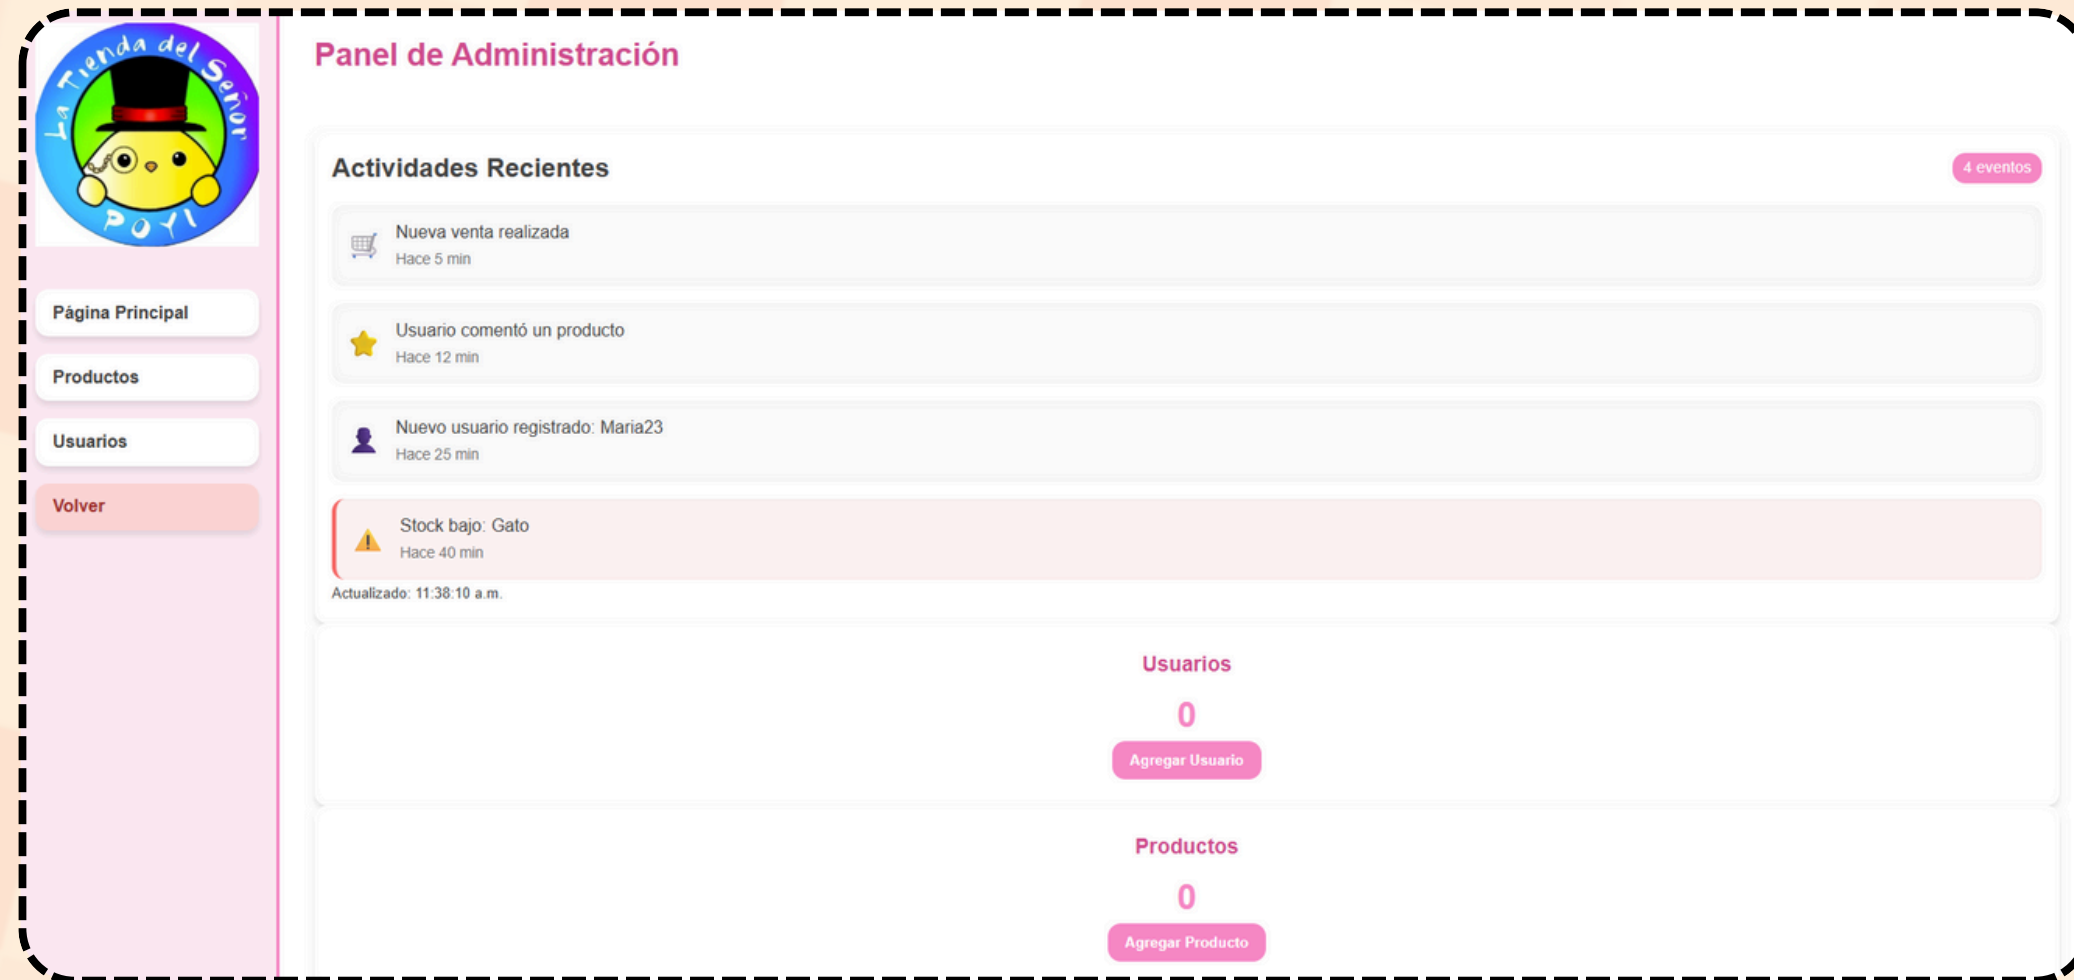 La Tienda del Señor
POYI
Página Principal
Productos
Usuarios
Volver
Panel de Administración
Actividades Recientes
4 eventos
Nueva venta realizada
Hace 5 min
Usuario comentó un producto
Hace 12 min
Nuevo usuario registrado: Maria23
Hace 25 min
Stock bajo: Gato
Hace 40 min
Actualizado: 11:38:10 a.m.
Usuarios
0
Agregar Usuario
Productos
0
Agregar Producto